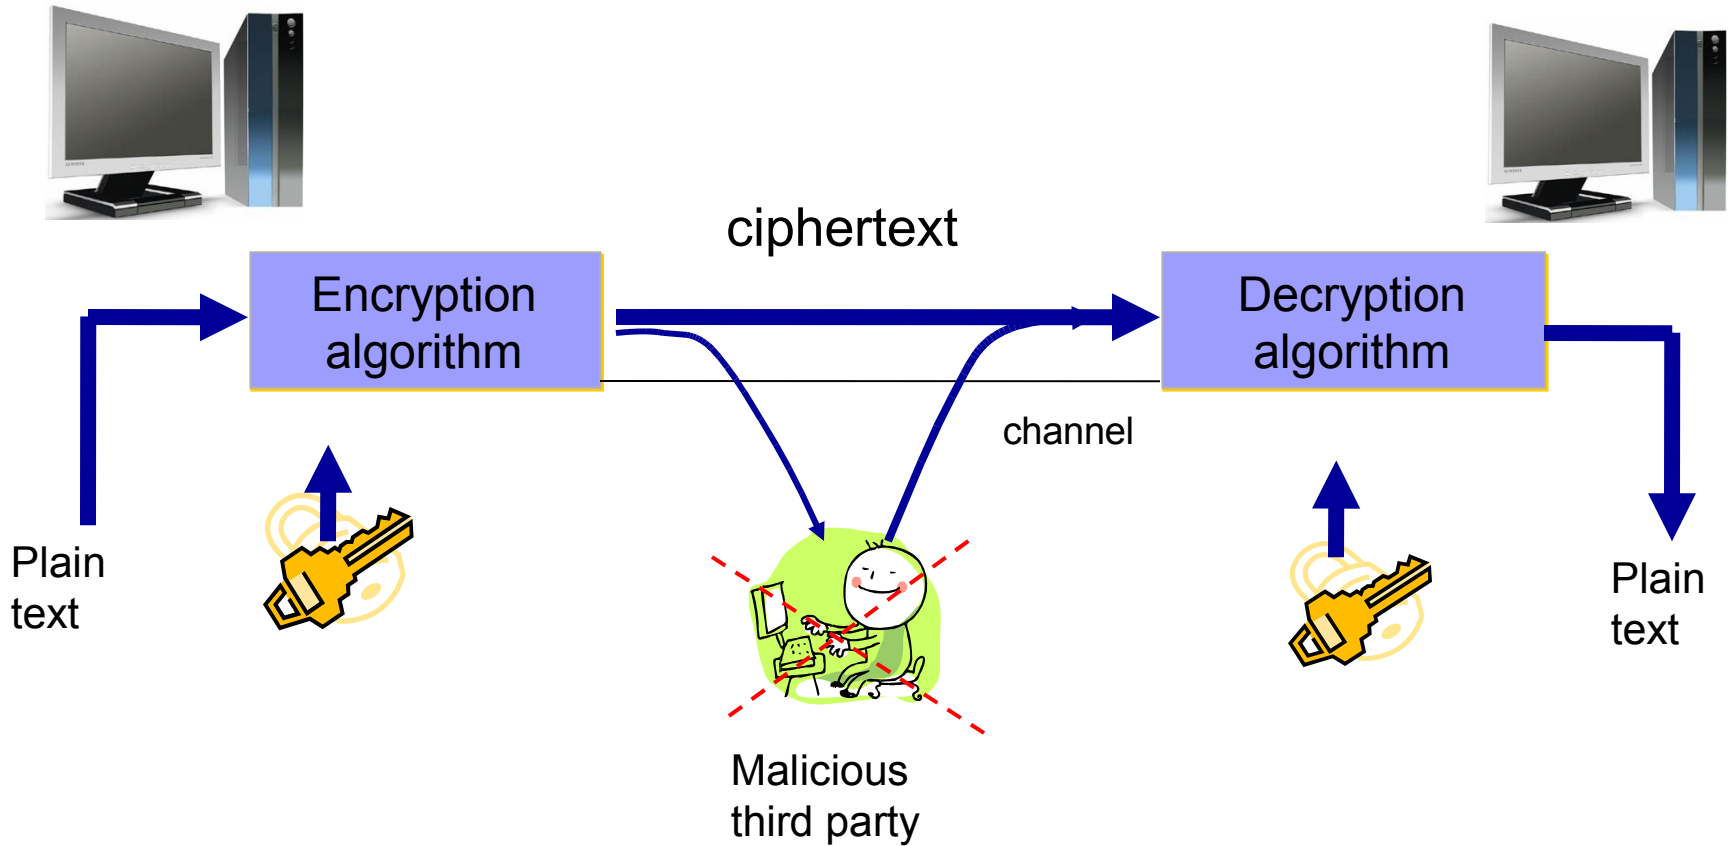 ciphertext
Encryption
algorithm
Decryption
algorithm
channel
Plain
text
Plain
text
Malicious
third party